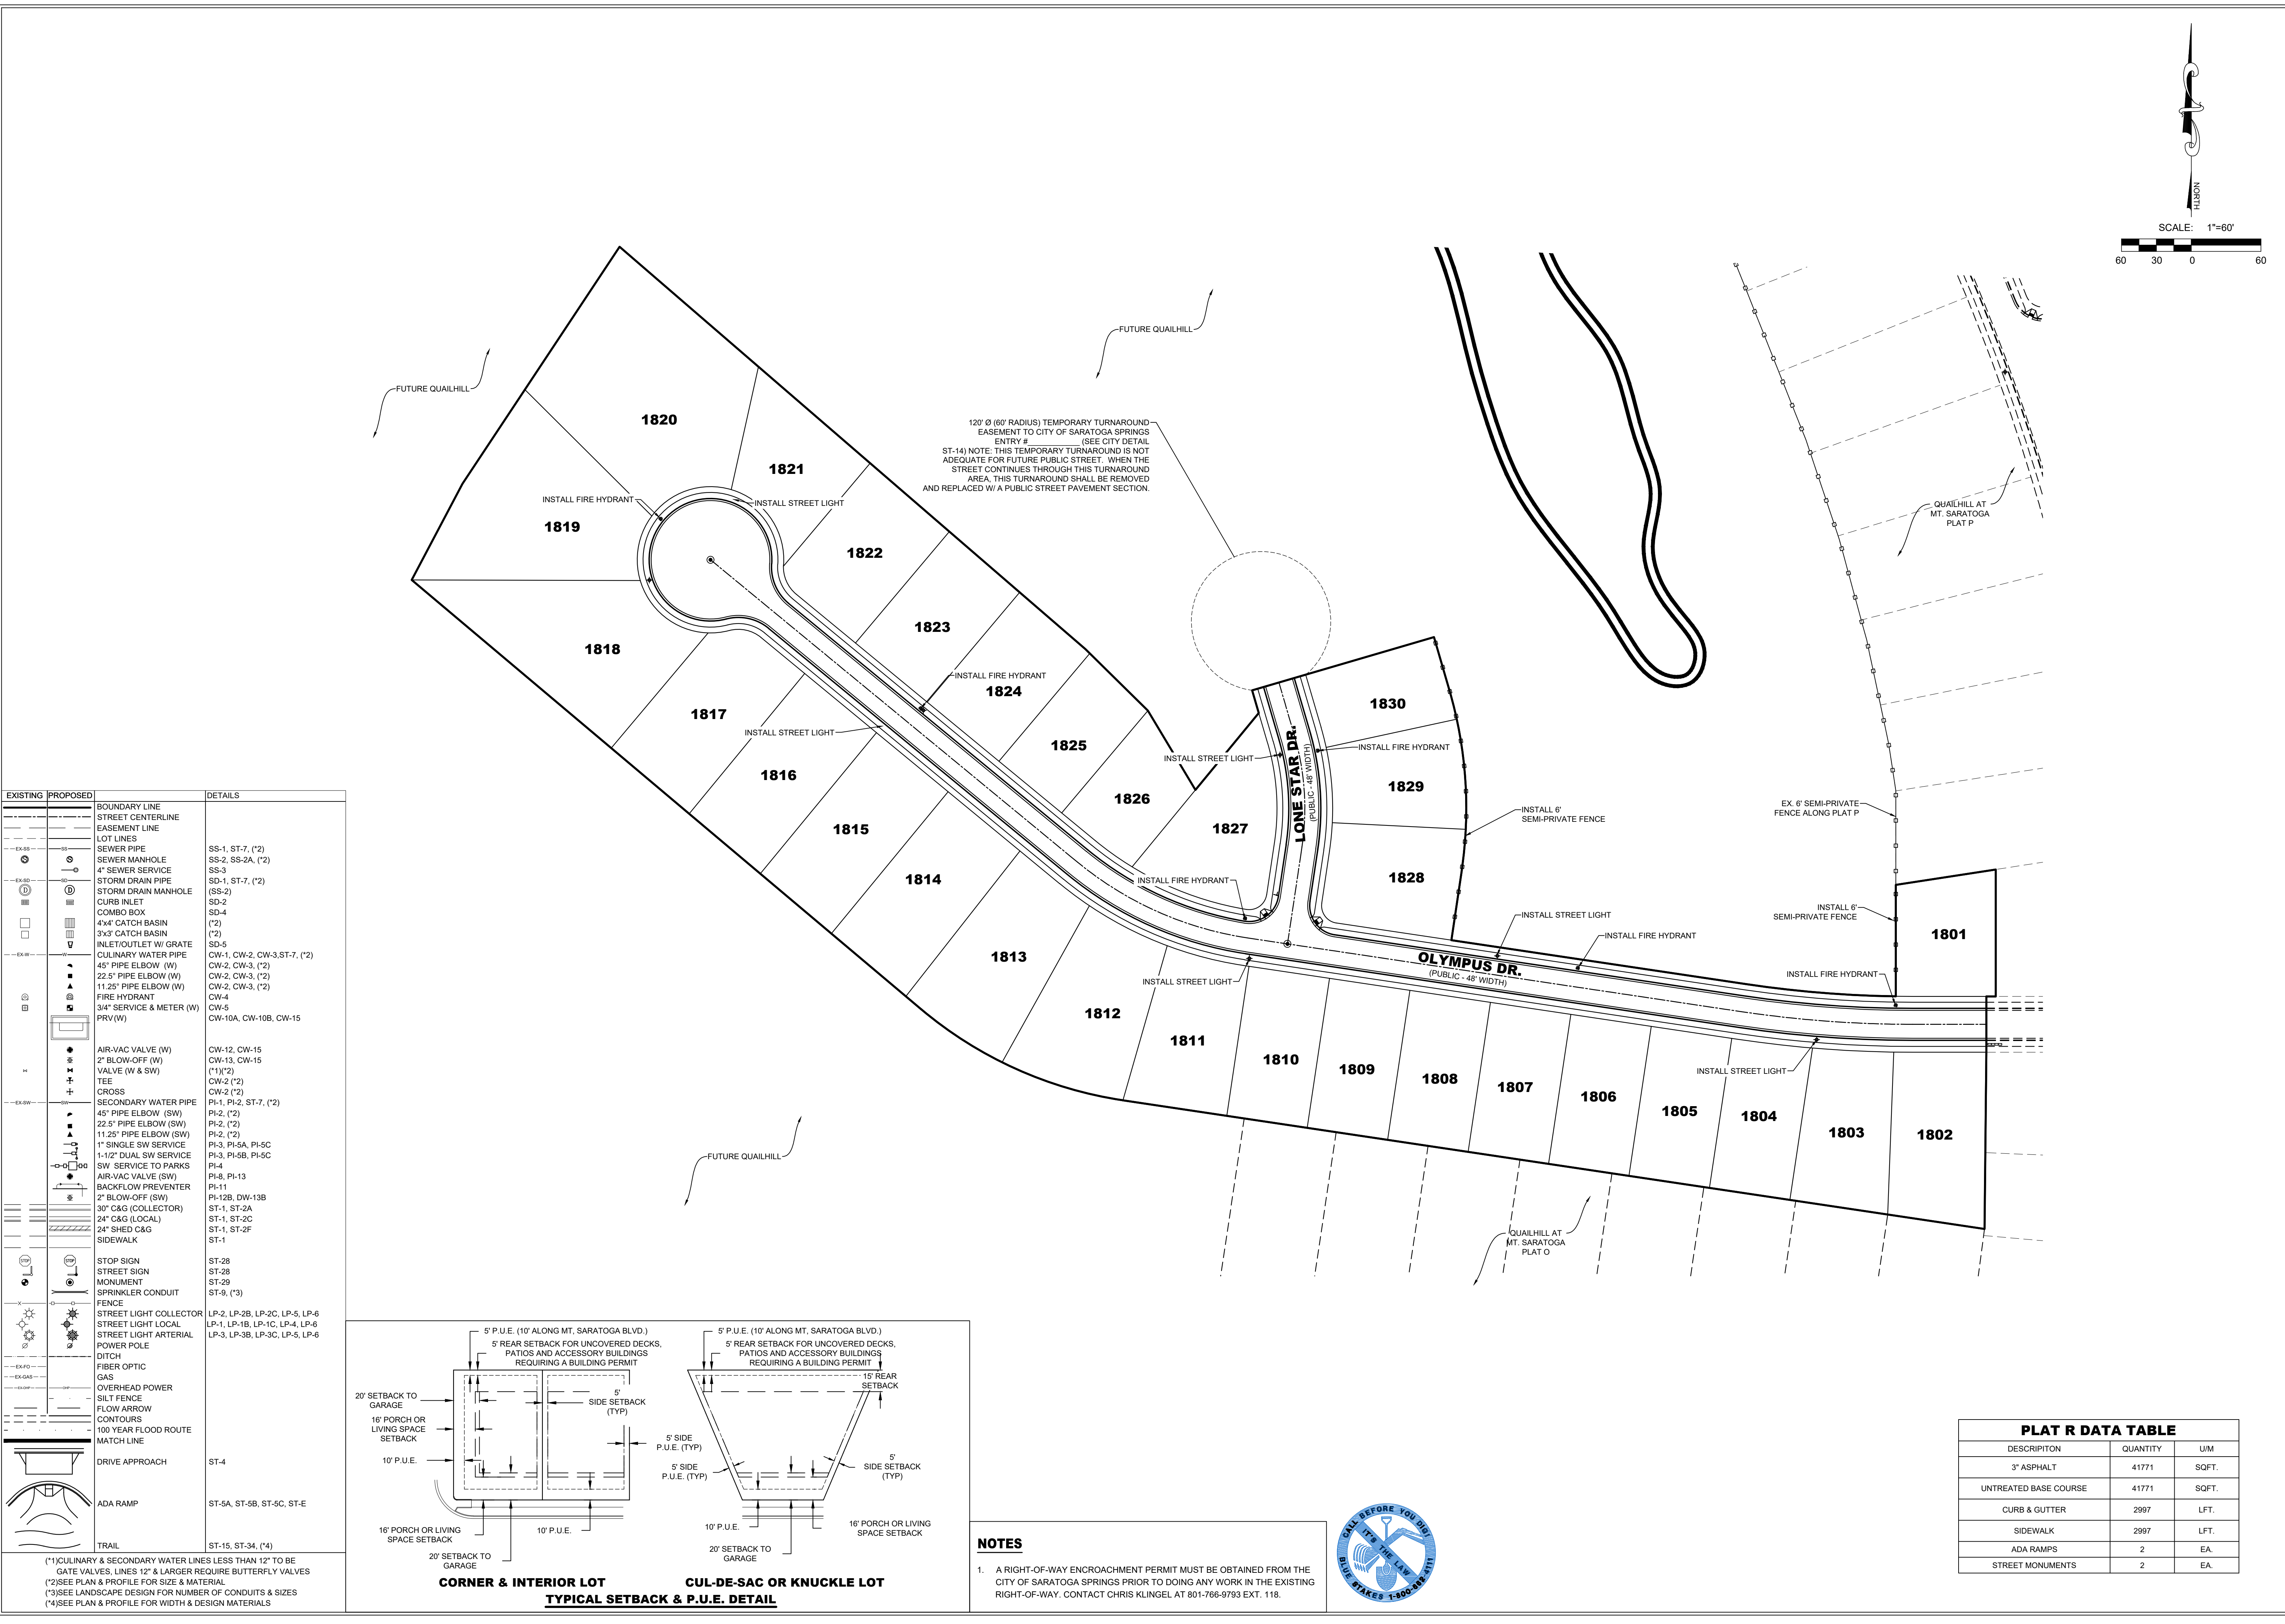 NORTH
SCALE: 1"=60'
60 30 0 60
FUTURE QUAILHILL
FUTURE QUAILHILL
120' Ø (60' RADIUS) TEMPORARY TURNAROUND
EASEMENT TO CITY OF SARATOGA SPRINGS
ENTRY #___________ (SEE CITY DETAIL
ST-14) NOTE: THIS TEMPORARY TURNAROUND IS NOT
ADEQUATE FOR FUTURE PUBLIC STREET. WHEN THE
STREET CONTINUES THROUGH THIS TURNAROUND
AREA, THIS TURNAROUND SHALL BE REMOVED
AND REPLACED W/ A PUBLIC STREET PAVEMENT SECTION.
1820
1821
INSTALL FIRE HYDRANT
INSTALL STREET LIGHT
1819
1822
QUAILHILL AT
MT. SARATOGA
PLAT P
1823
1818
INSTALL FIRE HYDRANT
1824
1817
INSTALL STREET LIGHT
1825
1830
INSTALL FIRE HYDRANT
INSTALL STREET LIGHT
LONE STAR DR.
(PUBLIC - 48' WIDTH)
1816
1826
1829
1815
1827
INSTALL 6'
SEMI-PRIVATE FENCE
EX. 6' SEMI-PRIVATE
FENCE ALONG PLAT P
1814
INSTALL FIRE HYDRANT
1828
INSTALL STREET LIGHT
INSTALL FIRE HYDRANT
INSTALL 6'
SEMI-PRIVATE FENCE
1801
1813
OLYMPUS DR.
(PUBLIC - 48' WIDTH)
INSTALL STREET LIGHT
INSTALL FIRE HYDRANT
1812
1811
1810
1809
1808
1807
1806
1805
1804
1803
1802
INSTALL STREET LIGHT
FUTURE QUAILHILL
QUAILHILL AT
MT. SARATOGA
PLAT O
EXISTING PROPOSED DETAILS
BOUNDARY LINE
STREET CENTERLINE
EASEMENT LINE
LOT LINES
EX-SS SS SEWER PIPE SS-1, ST-7, (*2)
SEWER MANHOLE SS-2, SS-2A, (*2)
4" SEWER SERVICE SS-3
EX-SD SD STORM DRAIN PIPE SD-1, ST-7, (*2)
D D STORM DRAIN MANHOLE (SS-2)
CURB INLET SD-2
COMBO BOX SD-4
4'x4' CATCH BASIN (*2)
3'x3' CATCH BASIN (*2)
INLET/OUTLET W/ GRATE SD-5
EX-W W CULINARY WATER PIPE CW-1, CW-2, CW-3,ST-7, (*2)
45° PIPE ELBOW (W) CW-2, CW-3, (*2)
22.5° PIPE ELBOW (W) CW-2, CW-3, (*2)
11.25° PIPE ELBOW (W) CW-2, CW-3, (*2)
FIRE HYDRANT CW-4
3/4" SERVICE & METER (W) CW-5
PRV(W) CW-10A, CW-10B, CW-15
AIR-VAC VALVE (W) CW-12, CW-15
2" BLOW-OFF (W) CW-13, CW-15
VALVE (W & SW) (*1)(*2)
TEE CW-2 (*2)
CROSS CW-2 (*2)
EX-SW SW SECONDARY WATER PIPE PI-1, PI-2, ST-7, (*2)
45° PIPE ELBOW (SW) PI-2, (*2)
22.5° PIPE ELBOW (SW) PI-2, (*2)
11.25° PIPE ELBOW (SW) PI-2, (*2)
1" SINGLE SW SERVICE PI-3, PI-5A, PI-5C
1-1/2" DUAL SW SERVICE PI-3, PI-5B, PI-5C
SW SERVICE TO PARKS PI-4
AIR-VAC VALVE (SW) PI-8, PI-13
BACKFLOW PREVENTER PI-11
2" BLOW-OFF (SW) PI-12B, DW-13B
30" C&G (COLLECTOR) ST-1, ST-2A
24" C&G (LOCAL) ST-1, ST-2C
24" SHED C&G ST-1, ST-2F
SIDEWALK ST-1
STOP STOP STOP SIGN ST-28
STREET SIGN ST-28
MONUMENT ST-29
SPRINKLER CONDUIT ST-9, (*3)
FENCE
STREET LIGHT COLLECTOR LP-2, LP-2B, LP-2C, LP-5, LP-6
STREET LIGHT LOCAL LP-1, LP-1B, LP-1C, LP-4, LP-6
STREET LIGHT ARTERIAL LP-3, LP-3B, LP-3C, LP-5, LP-6
POWER POLE
DITCH
EX-FO FIBER OPTIC
EX-GAS GAS
OVERHEAD POWER
SILT FENCE
FLOW ARROW
CONTOURS
100 YEAR FLOOD ROUTE
MATCH LINE
DRIVE APPROACH ST-4
ADA RAMP ST-5A, ST-5B, ST-5C, ST-E
TRAIL ST-15, ST-34, (*4)
(*1)CULINARY & SECONDARY WATER LINES LESS THAN 12" TO BE
GATE VALVES, LINES 12" & LARGER REQUIRE BUTTERFLY VALVES
(*2)SEE PLAN & PROFILE FOR SIZE & MATERIAL
(*3)SEE LANDSCAPE DESIGN FOR NUMBER OF CONDUITS & SIZES
(*4)SEE PLAN & PROFILE FOR WIDTH & DESIGN MATERIALS
5' P.U.E. (10' ALONG MT, SARATOGA BLVD.)
5' REAR SETBACK FOR UNCOVERED DECKS,
PATIOS AND ACCESSORY BUILDINGS
REQUIRING A BUILDING PERMIT
20' SETBACK TO
GARAGE
16' PORCH OR
LIVING SPACE
SETBACK
10' P.U.E.
5'
SIDE SETBACK
(TYP)
5' SIDE
P.U.E. (TYP)
16' PORCH OR LIVING
SPACE SETBACK
10' P.U.E.
20' SETBACK TO
GARAGE
CORNER & INTERIOR LOT
5' P.U.E. (10' ALONG MT, SARATOGA BLVD.)
5' REAR SETBACK FOR UNCOVERED DECKS,
PATIOS AND ACCESSORY BUILDINGS
REQUIRING A BUILDING PERMIT
15' REAR
SETBACK
5' SIDE
P.U.E. (TYP)
5'
SIDE SETBACK
(TYP)
10' P.U.E.
16' PORCH OR LIVING
SPACE SETBACK
20' SETBACK TO
GARAGE
CUL-DE-SAC OR KNUCKLE LOT
TYPICAL SETBACK & P.U.E. DETAIL
NOTES
1. A RIGHT-OF-WAY ENCROACHMENT PERMIT MUST BE OBTAINED FROM THE
CITY OF SARATOGA SPRINGS PRIOR TO DOING ANY WORK IN THE EXISTING
RIGHT-OF-WAY. CONTACT CHRIS KLINGEL AT 801-766-9793 EXT. 118.
CALL BEFORE YOU DIG!
IT'S THE LAW
BLUE STAKES 1-800-662-4111
PLAT R DATA TABLE
DESCRIPITON QUANTITY U/M
3" ASPHALT 41771 SQFT.
UNTREATED BASE COURSE 41771 SQFT.
CURB & GUTTER 2997 LFT.
SIDEWALK 2997 LFT.
ADA RAMPS 2 EA.
STREET MONUMENTS 2 EA.